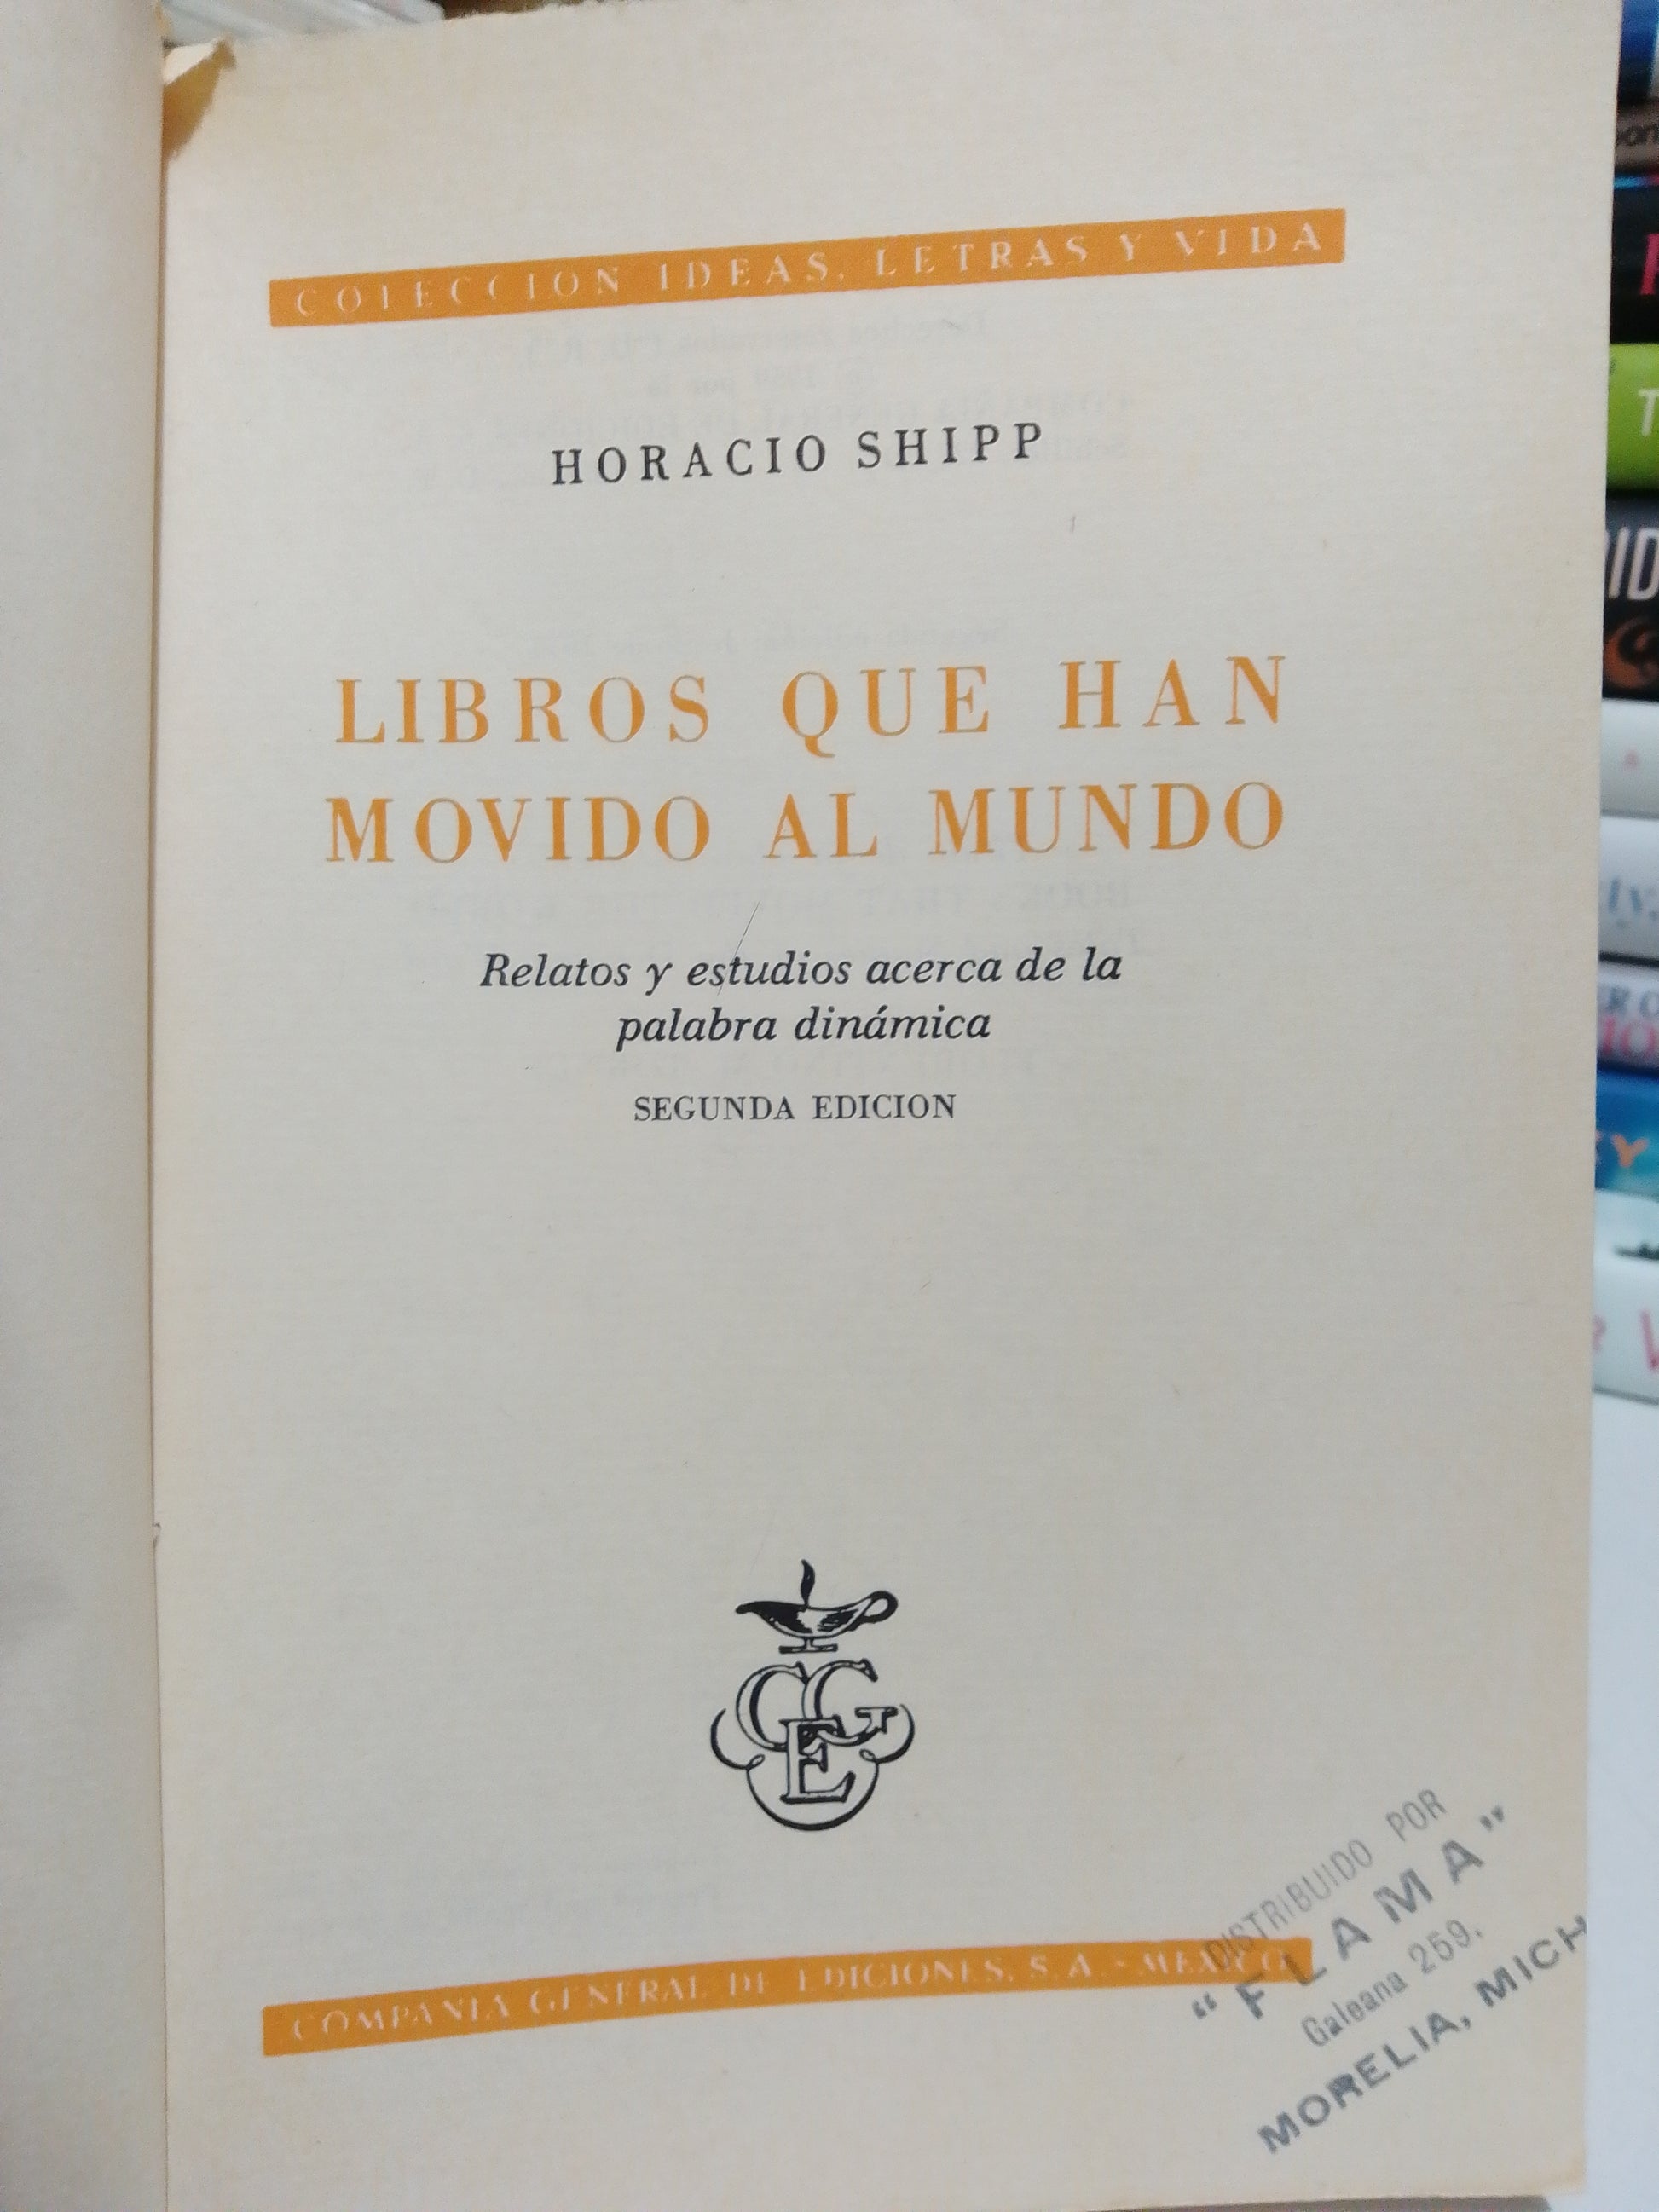 COLECCION IDEAS, LETRAS Y VIDA
HORACIO SHIPP
LIBROS QUE HAN
MOVIDO AL MUNDO
Relatos y estudios acerca de la
palabra dinámica
SEGUNDA EDICION
CGE
COMPAÑIA GENERAL DE EDICIONES, S. A. - MEXICO
DISTRIBUIDO POR
"FLAMA"
Galeana 259.
MORELIA, MICH